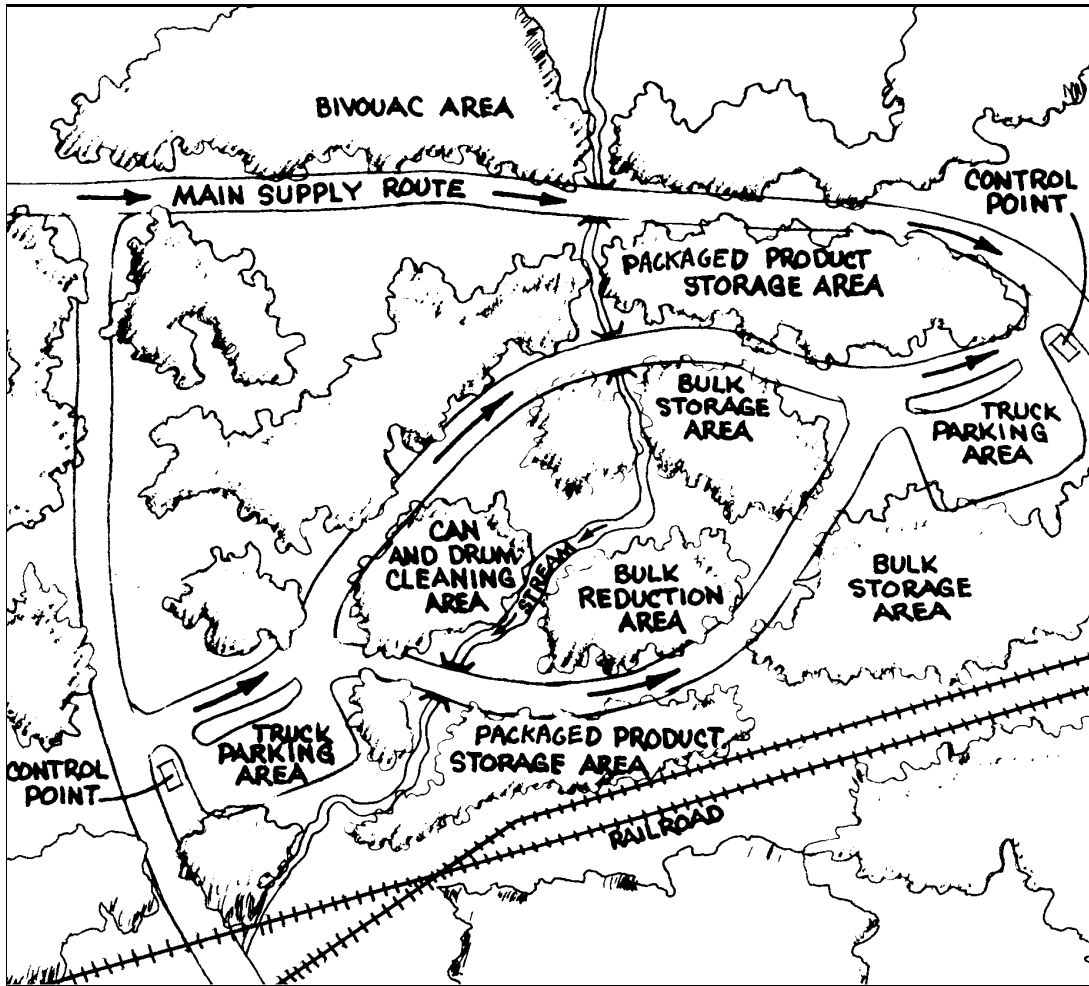 BIVOUAC AREA
MAIN SUPPLY ROUTE
CONTROL
POINT
PACKAGED PRODUCT
STORAGE AREA
BULK
STORAGE
AREA
TRUCK
PARKING
AREA
CAN
AND DRUM
CLEANING
AREA
STREAM
BULK
REDUCTION
AREA
BULK
STORAGE
AREA
TRUCK
PARKING
AREA
PACKAGED PRODUCT
STORAGE AREA
CONTROL
POINT
RAILROAD